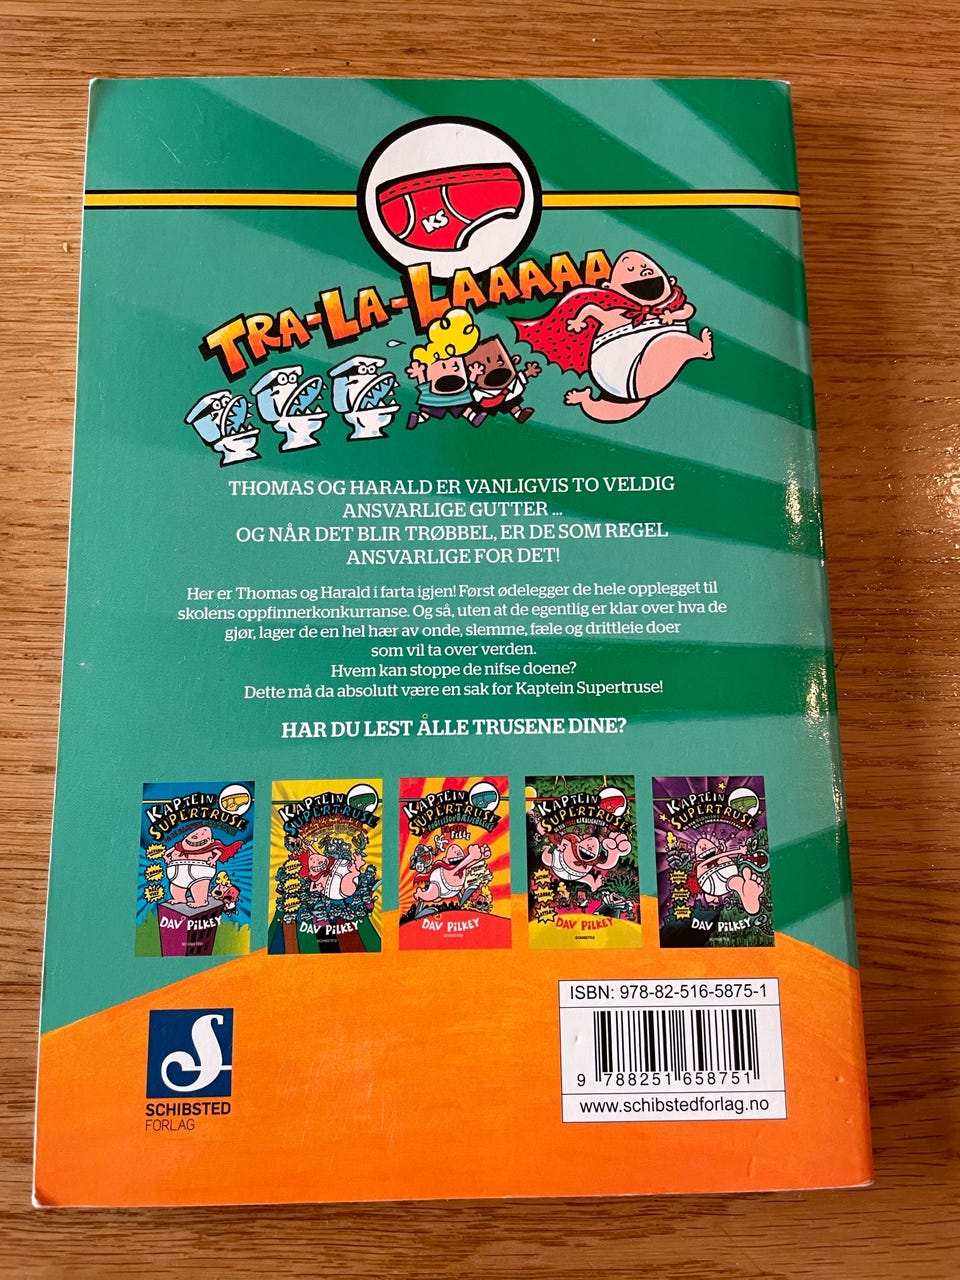 KS
TRA-LA-LAAAAA
THOMAS OG HARALD ER VANLIGVIS TO VELDIG
ANSVARLIGE GUTTER ...
OG NÅR DET BLIR TRØBBEL, ER DE SOM REGEL
ANSVARLIGE FOR DET!
Her er Thomas og Harald i farta igjen! Først ødelegger de hele opplegget til
skolens oppfinnerkonkurranse. Og så, uten at de egentlig er klar over hva de
gjør, lager de en hel hær av onde, slemme, fæle og drittleie doer
som vil ta over verden.
Hvem kan stoppe de nifse doene?
Dette må da absolutt være en sak for Kaptein Supertruse!
HAR DU LEST ÅLLE TRUSENE DINE?
KAPTEIN SUPERTRUSE
DAV PILKEY
SCHIBSTED
KAPTEIN SUPERTRUSE
DAV PILKEY
SCHIBSTED
KAPTEIN SUPERTRUSE
DAV PILKEY
SCHIBSTED
KAPTEIN SUPERTRUSE
DAV PILKEY
SCHIBSTED
KAPTEIN SUPERTRUSE
DAV PILKEY
SCHIBSTED
S
SCHIBSTED
FORLAG
ISBN: 978-82-516-5875-1
9 788251 658751
www.schibstedforlag.no